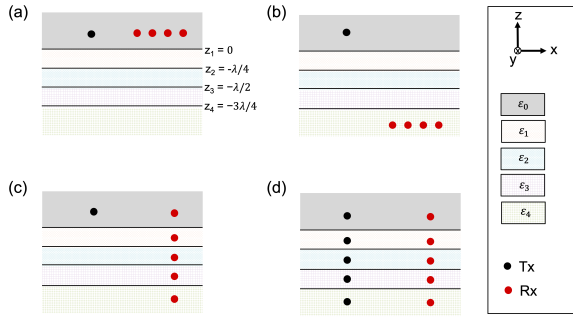 (a)
z₁ = 0
z₂ = -λ/4
z₃ = −λ/2
z₄ = −3λ/4
(b)
(c)
(d)
z
y
x
ε₀
ε₁
ε₂
ε₃
ε₄
Tx
Rx